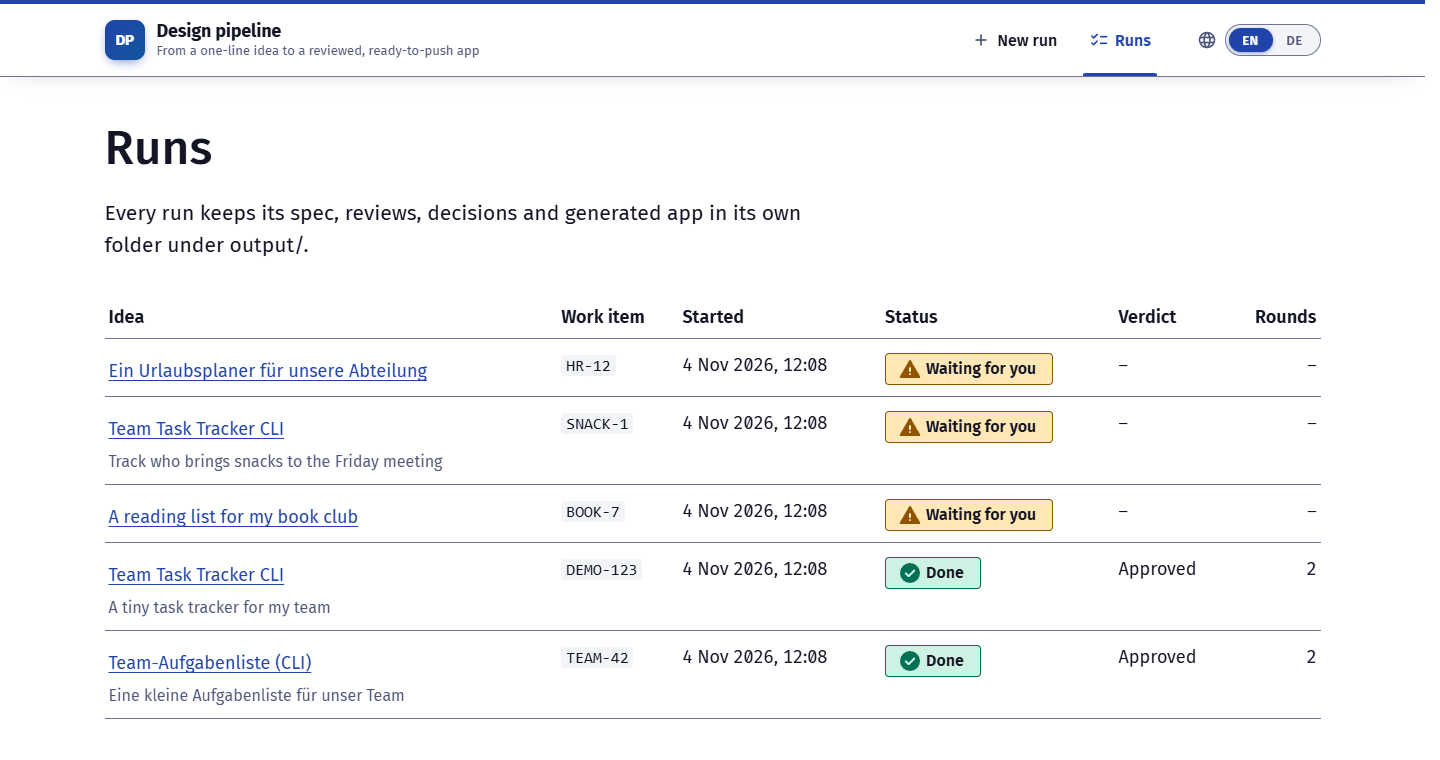 DP
Design pipeline
From a one-line idea to a reviewed, ready-to-push app
New run
Runs
EN
DE
Runs
Every run keeps its spec, reviews, decisions and generated app in its own
folder under output/.
Idea Work item Started Status Verdict Rounds
Ein Urlaubsplaner für unsere Abteilung HR-12 4 Nov 2026, 12:08 Waiting for you – –
Team Task Tracker CLI SNACK-1 4 Nov 2026, 12:08 Waiting for you – –
Track who brings snacks to the Friday meeting
A reading list for my book club BOOK-7 4 Nov 2026, 12:08 Waiting for you – –
Team Task Tracker CLI DEMO-123 4 Nov 2026, 12:08 Done Approved 2
A tiny task tracker for my team
Team-Aufgabenliste (CLI) TEAM-42 4 Nov 2026, 12:08 Done Approved 2
Eine kleine Aufgabenliste für unser Team